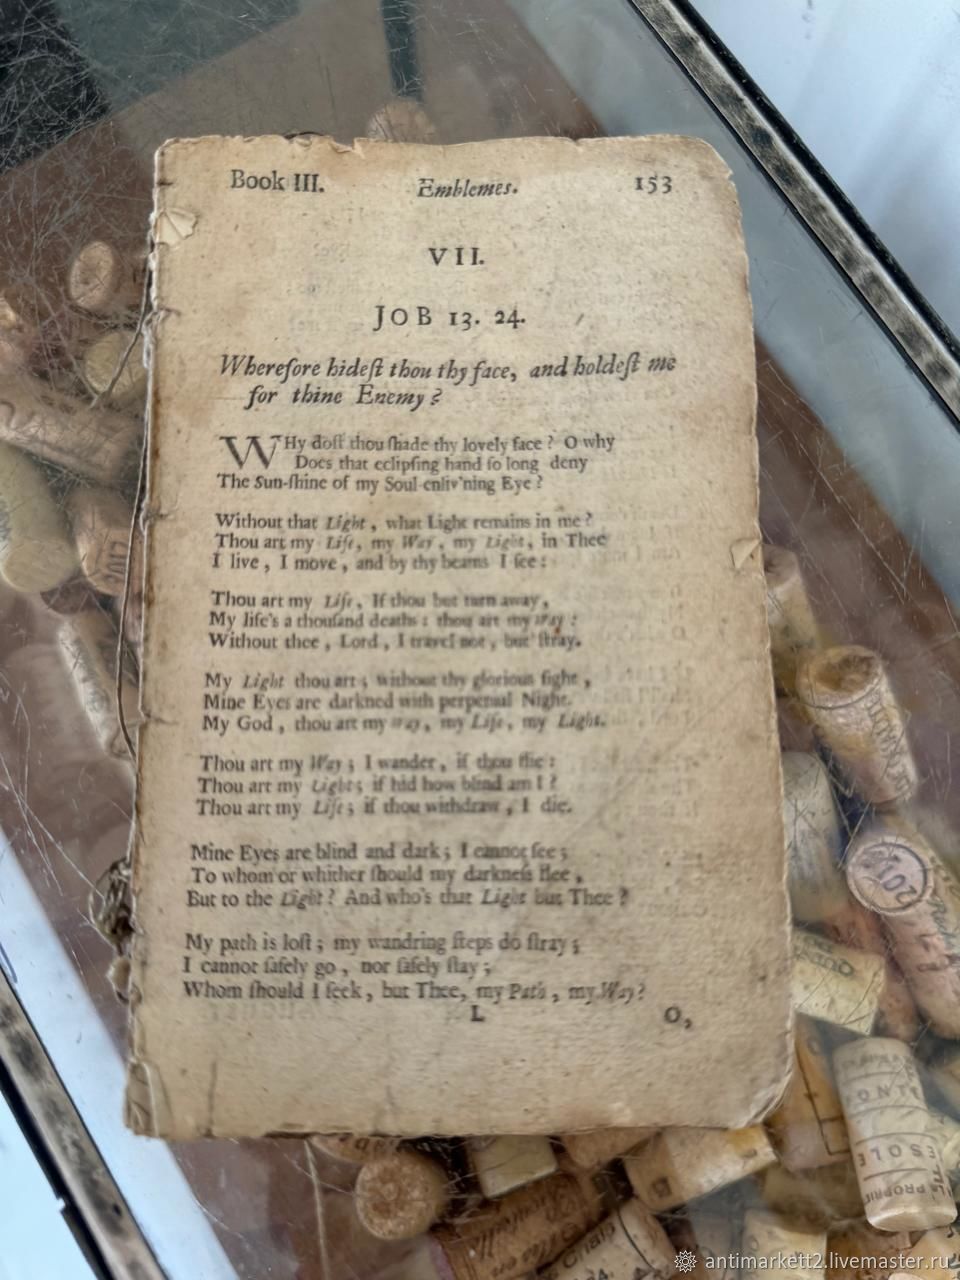 Book III. Emblemes. 153
VII.
JOB 13. 24.
Wherefore hideſt thou thy face, and holdeſt me
for thine Enemy?
WHy doſt thou ſhade thy lovely face? O why
Does that eclipſing hand ſo long deny
The Sun-ſhine of my Soul-enliv'ning Eye?
Without that Light, what Light remains in me?
Thou art my Life, my Way, my Light, in Thee
I live, I move, and by thy beams I ſee:
Thou art my Life, If thou but turn away,
My life's a thouſand deaths: thou art my way:
Without thee, Lord, I travel not, but ſtray.
My Light thou art; without thy glorious ſight,
Mine Eyes are darkned with perpetual Night.
My God, thou art my way, my Life, my Light.
Thou art my Way; I wander, if thou flie:
Thou art my Light; if hid how blind am I?
Thou art my Life; if thou withdraw, I die.
Mine Eyes are blind and dark; I cannot ſee;
To whom or whither ſhould my darkneſs flee,
But to the Light? And who's that Light but Thee?
My path is loſt; my wandring ſteps do ſtray;
I cannot ſafely go, nor ſafely ſtay;
Whom ſhould I ſeek, but Thee, my Path, my Way?
L O,
2017
2019
PROPRI
antimarkett2.livemaster.ru